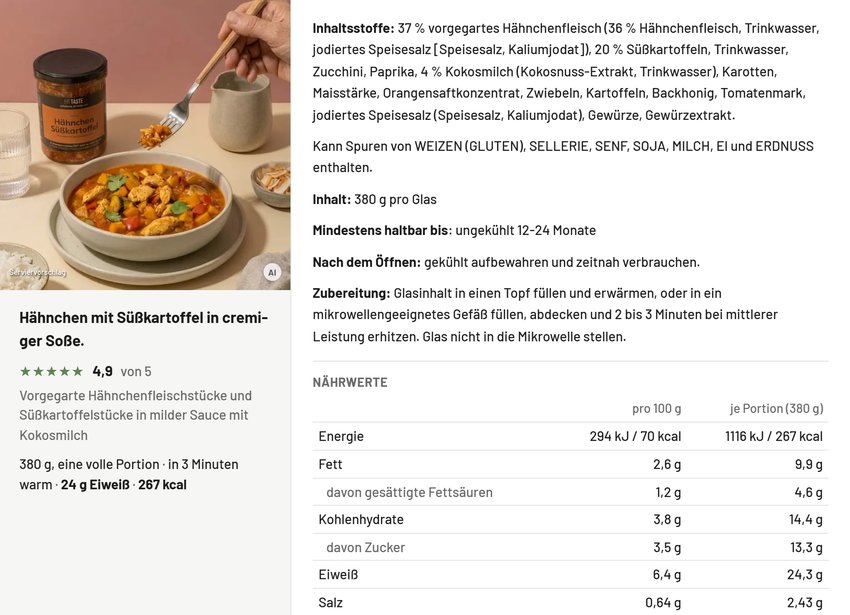 FITTASTE
Hähnchen
Süßkartoffel
Serviervorschlag
AI
Hähnchen mit Süßkartoffel in cremi-
ger Soße.
★★★★★ 4,9 von 5
Vorgegarte Hähnchenfleischstücke und
Süßkartoffelstücke in milder Sauce mit
Kokosmilch
380 g, eine volle Portion · in 3 Minuten
warm · 24 g Eiweiß · 267 kcal
Inhaltsstoffe: 37 % vorgegartes Hähnchenfleisch (36 % Hähnchenfleisch, Trinkwasser,
jodiertes Speisesalz [Speisesalz, Kaliumjodat]), 20 % Süßkartoffeln, Trinkwasser,
Zucchini, Paprika, 4 % Kokosmilch (Kokosnuss-Extrakt, Trinkwasser), Karotten,
Maisstärke, Orangensaftkonzentrat, Zwiebeln, Kartoffeln, Backhonig, Tomatenmark,
jodiertes Speisesalz (Speisesalz, Kaliumjodat), Gewürze, Gewürzextrakt.
Kann Spuren von WEIZEN (GLUTEN), SELLERIE, SENF, SOJA, MILCH, EI und ERDNUSS
enthalten.
Inhalt: 380 g pro Glas
Mindestens haltbar bis: ungekühlt 12-24 Monate
Nach dem Öffnen: gekühlt aufbewahren und zeitnah verbrauchen.
Zubereitung: Glasinhalt in einen Topf füllen und erwärmen, oder in ein
mikrowellengeeignetes Gefäß füllen, abdecken und 2 bis 3 Minuten bei mittlerer
Leistung erhitzen. Glas nicht in die Mikrowelle stellen.
NÄHRWERTE
pro 100 g je Portion (380 g)
Energie 294 kJ / 70 kcal 1116 kJ / 267 kcal
Fett 2,6 g 9,9 g
davon gesättigte Fettsäuren 1,2 g 4,6 g
Kohlenhydrate 3,8 g 14,4 g
davon Zucker 3,5 g 13,3 g
Eiweiß 6,4 g 24,3 g
Salz 0,64 g 2,43 g